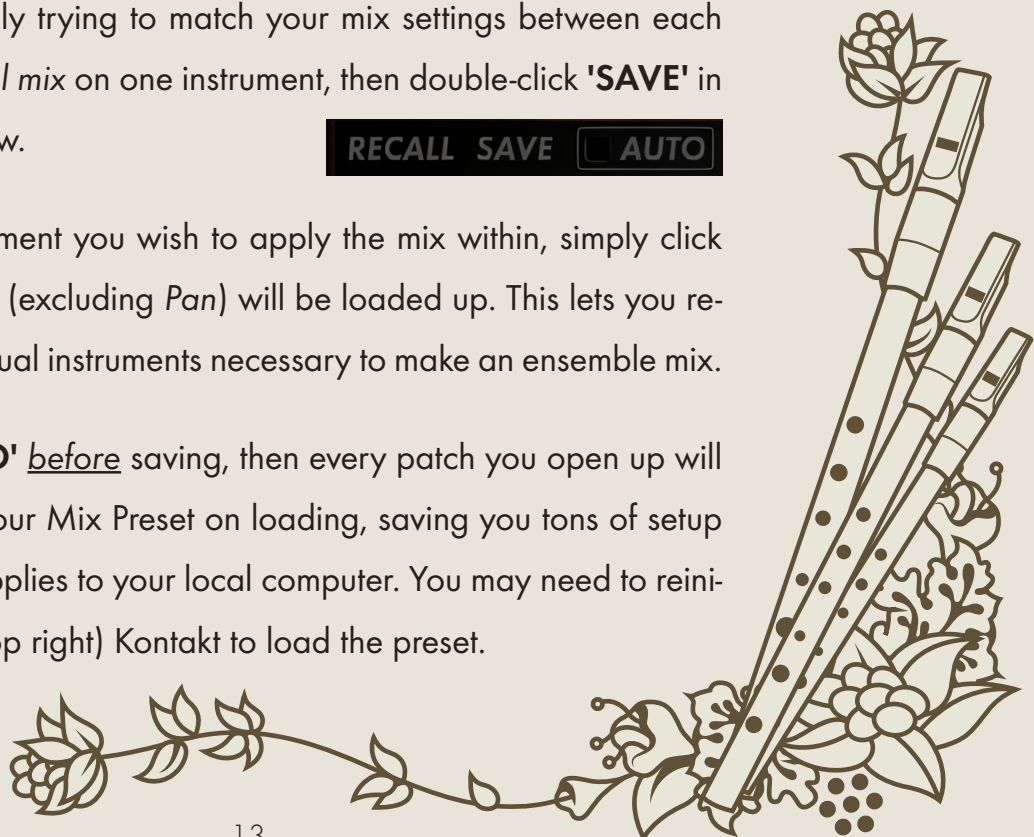 ly trying to match your mix settings between each
l mix on one instrument, then double-click 'SAVE' in
w.
RECALL SAVE AUTO
ment you wish to apply the mix within, simply click
(excluding Pan) will be loaded up. This lets you re-
ual instruments necessary to make an ensemble mix.
O' before saving, then every patch you open up will
our Mix Preset on loading, saving you tons of setup
pplies to your local computer. You may need to reini-
op right) Kontakt to load the preset.
13